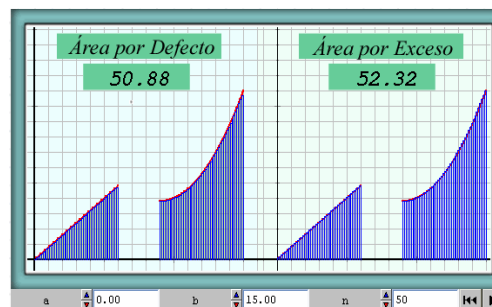 Área por Defecto
50.88
Área por Exceso
52.32
a 0.00 b 15.00 n 50